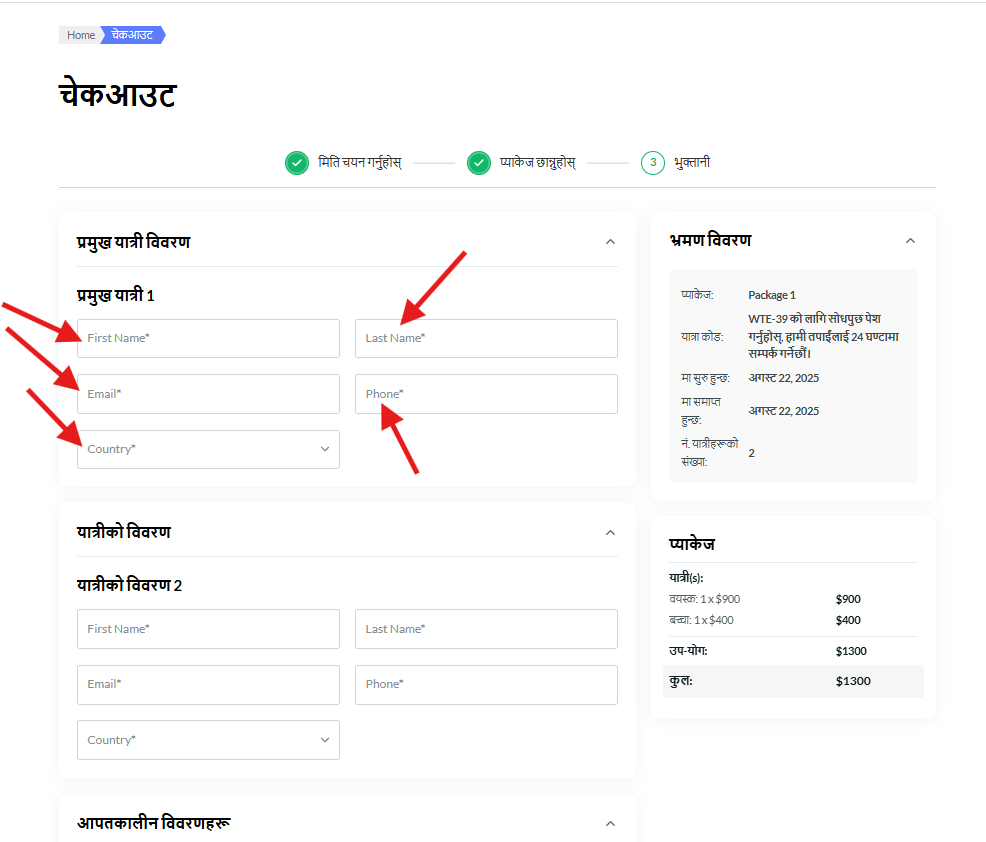 Home चेकआउट
चेकआउट
मिति चयन गर्नुहोस् प्याकेज छान्नुहोस् 3 भुक्तानी
प्रमुख यात्री विवरण
प्रमुख यात्री 1
First Name* Last Name*
Email* Phone*
Country*
यात्रीको विवरण
यात्रीको विवरण 2
First Name* Last Name*
Email* Phone*
Country*
आपतकालीन विवरणहरू
भ्रमण विवरण
प्याकेज: Package 1
यात्रा कोड: WTE-39 को लागि सोधपुछ पेश
गर्नुहोस्, हामी तपाईंलाई 24 घण्टामा
सम्पर्क गर्नेछौं।
मा सुरु हुन्छ: अगस्ट 22, 2025
मा समाप्त
हुन्छ: अगस्ट 22, 2025
नं. यात्रीहरूको
संख्या: 2
प्याकेज
यात्री(s):
वयस्क: 1 x $900 $900
बच्चा: 1 x $400 $400
उप-योग: $1300
कुल: $1300